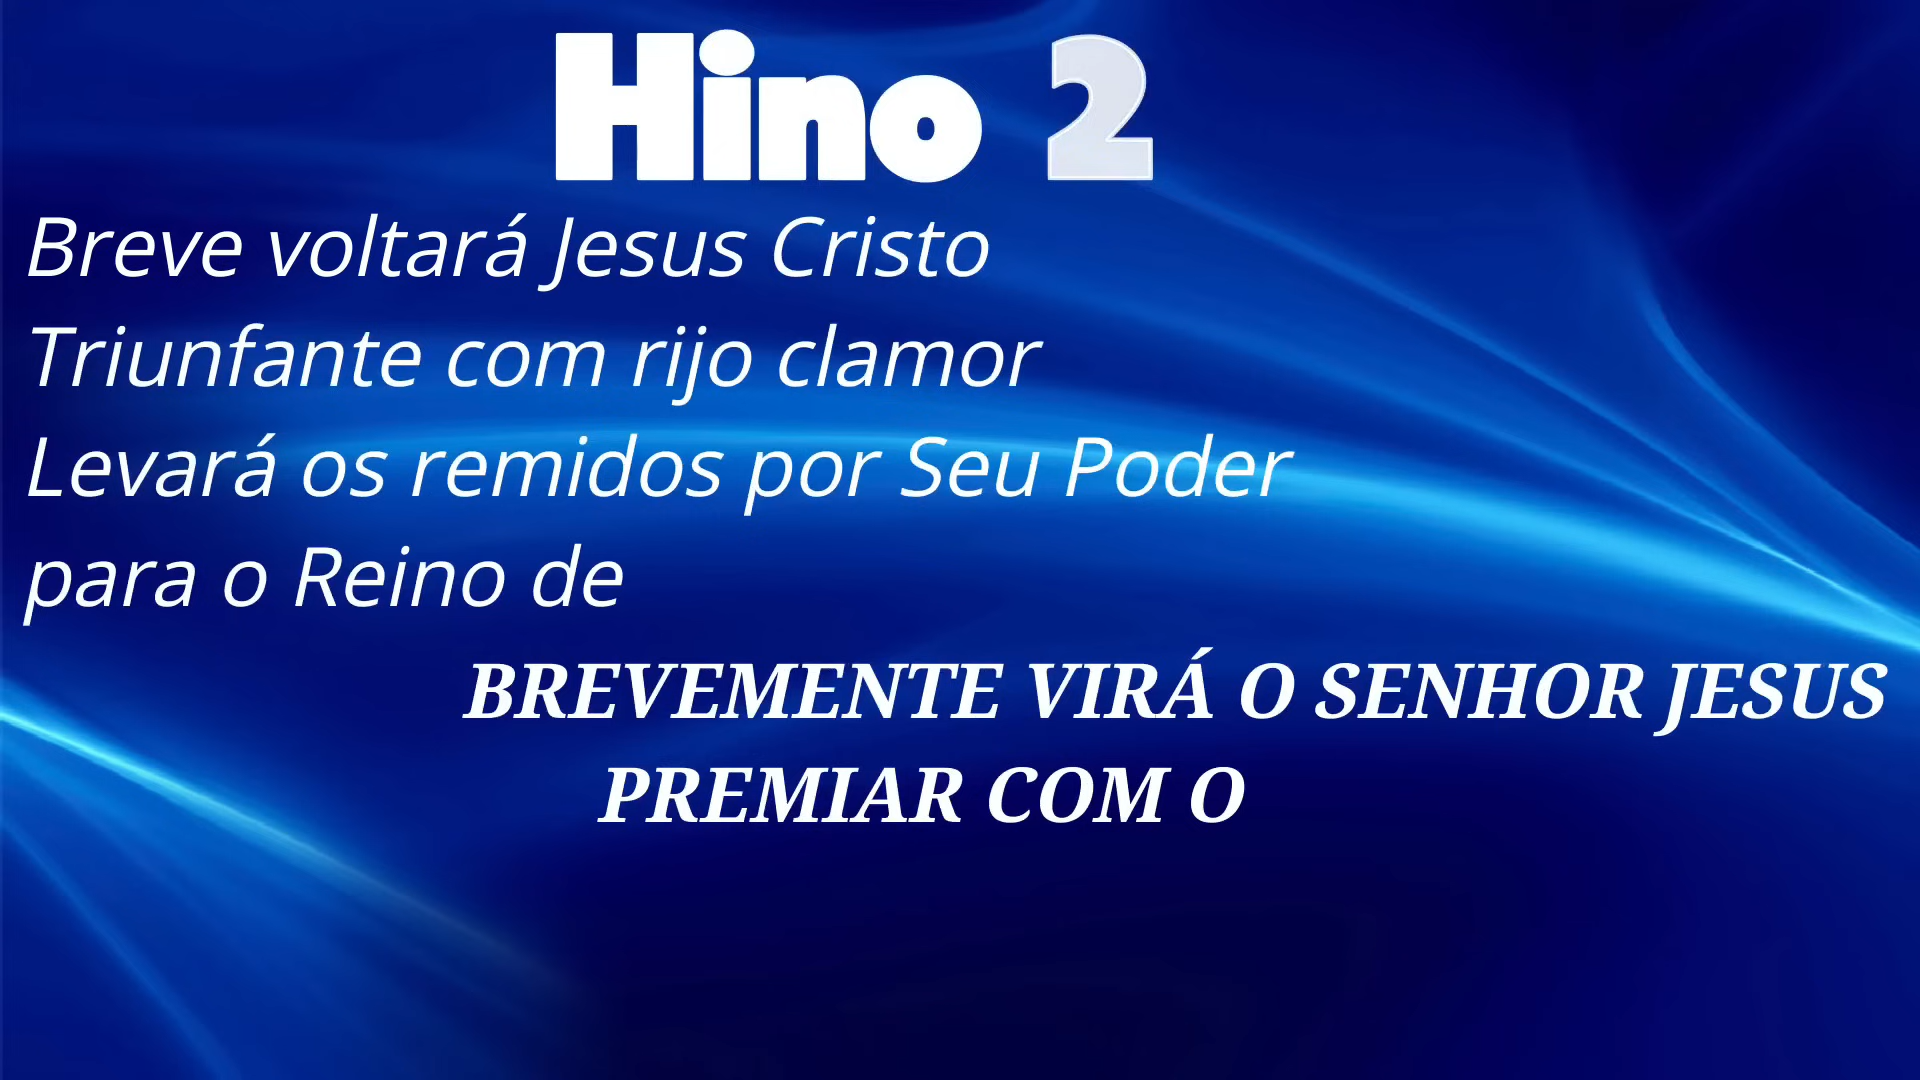 Hino 2
Breve voltará Jesus Cristo
Triunfante com rijo clamor
Levará os remidos por Seu Poder
para o Reino de
BREVEMENTE VIRÁ O SENHOR JESUS
PREMIAR COM O